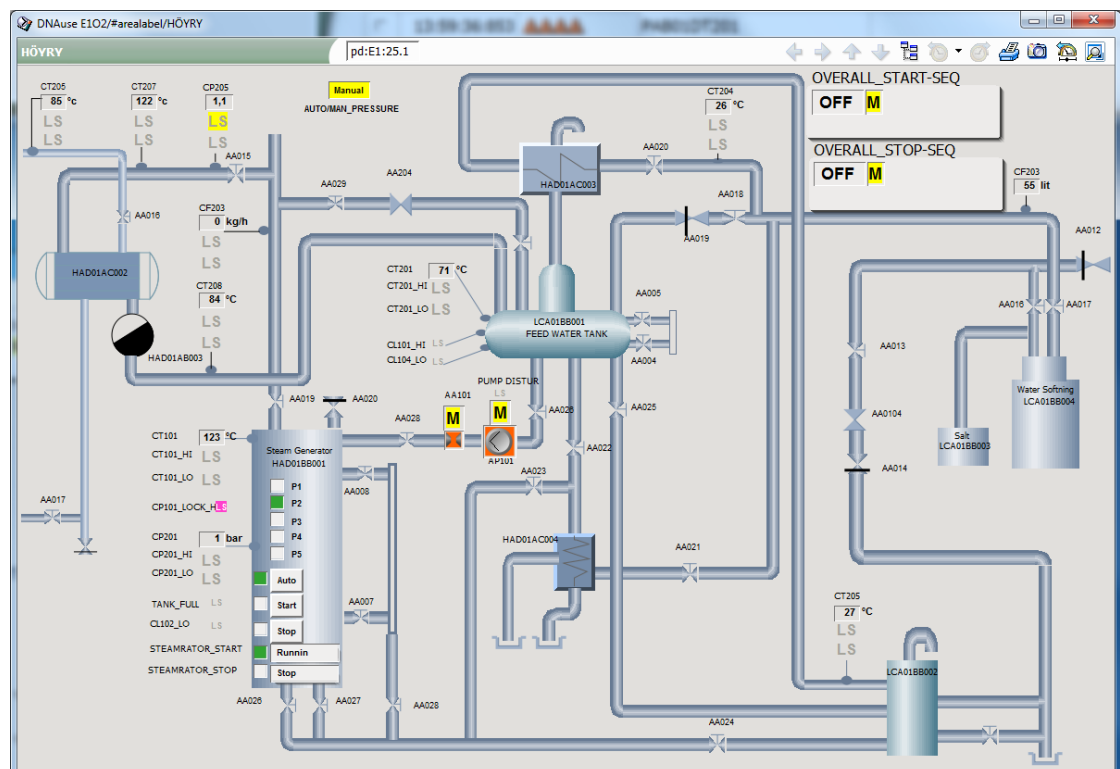 DNAuse E1O2/#arealabel/HÖYRY
13:59:36:853
HÖYRY
pd:E1:25.1
CT205
85 °c
LS
LS
CT207
122 °c
LS
LS
CP205
1,1
LS
LS
Manual
AUTO/MAN_PRESSURE
CT204
26 °C
LS
LS
OVERALL_START-SEQ
OFF M
OVERALL_STOP-SEQ
OFF M
AA015
AA016
AA029
AA204
HAD01AC003
AA020
AA018
AA019
CF203
55 lit
AA012
CF203
0 kg/h
LS
LS
HAD01AC002
CT208
84 °c
LS
LS
HAD01AB003
CT201 71 °C
CT201_HI LS
CT201_LO LS
CL101_HI LS
CL104_LO LS
LCA01BB001
FEED WATER TANK
AA005
AA004
AA016
AA017
AA013
Water Softning
LCA01BB004
Salt
LCA01BB003
AA0104
AA014
AA019
AA020
PUMP DISTUR
LS
AA101
M
M
AP101
AA028
AA026
AA025
AA022
AA023
CT101 123 °C
CT101_HI LS
CT101_LO LS
CP101_LOCK_H LS
CP201 1 bar
CP201_HI LS
CP201_LO LS
TANK_FULL LS
CL102_LO LS
STEAMRATOR_START
STEAMRATOR_STOP
Steam Generator
HAD01BB001
P1
P2
P3
P4
P5
Auto
Start
Stop
Runnin
Stop
AA008
AA007
AA017
HAD01AC004
AA021
CT205
27 °C
LS
LS
LCA01BB002
AA026
AA027
AA028
AA024